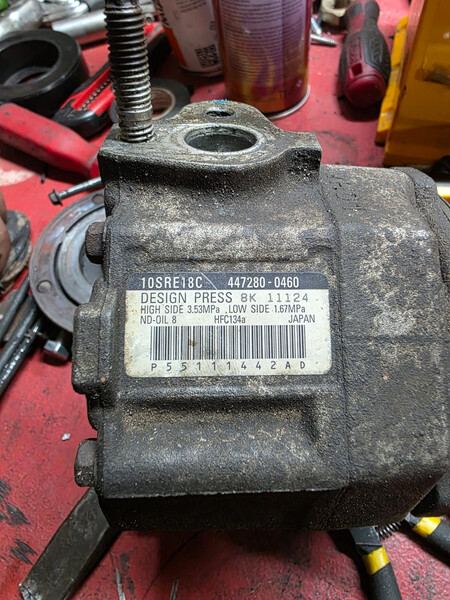 10SRE18C 447280-0460
DESIGN PRESS 8K 11124
HIGH SIDE 3.53MPa LOW SIDE 1.67MPa
ND-OIL 8 HFC134a JAPAN
P55111442AD